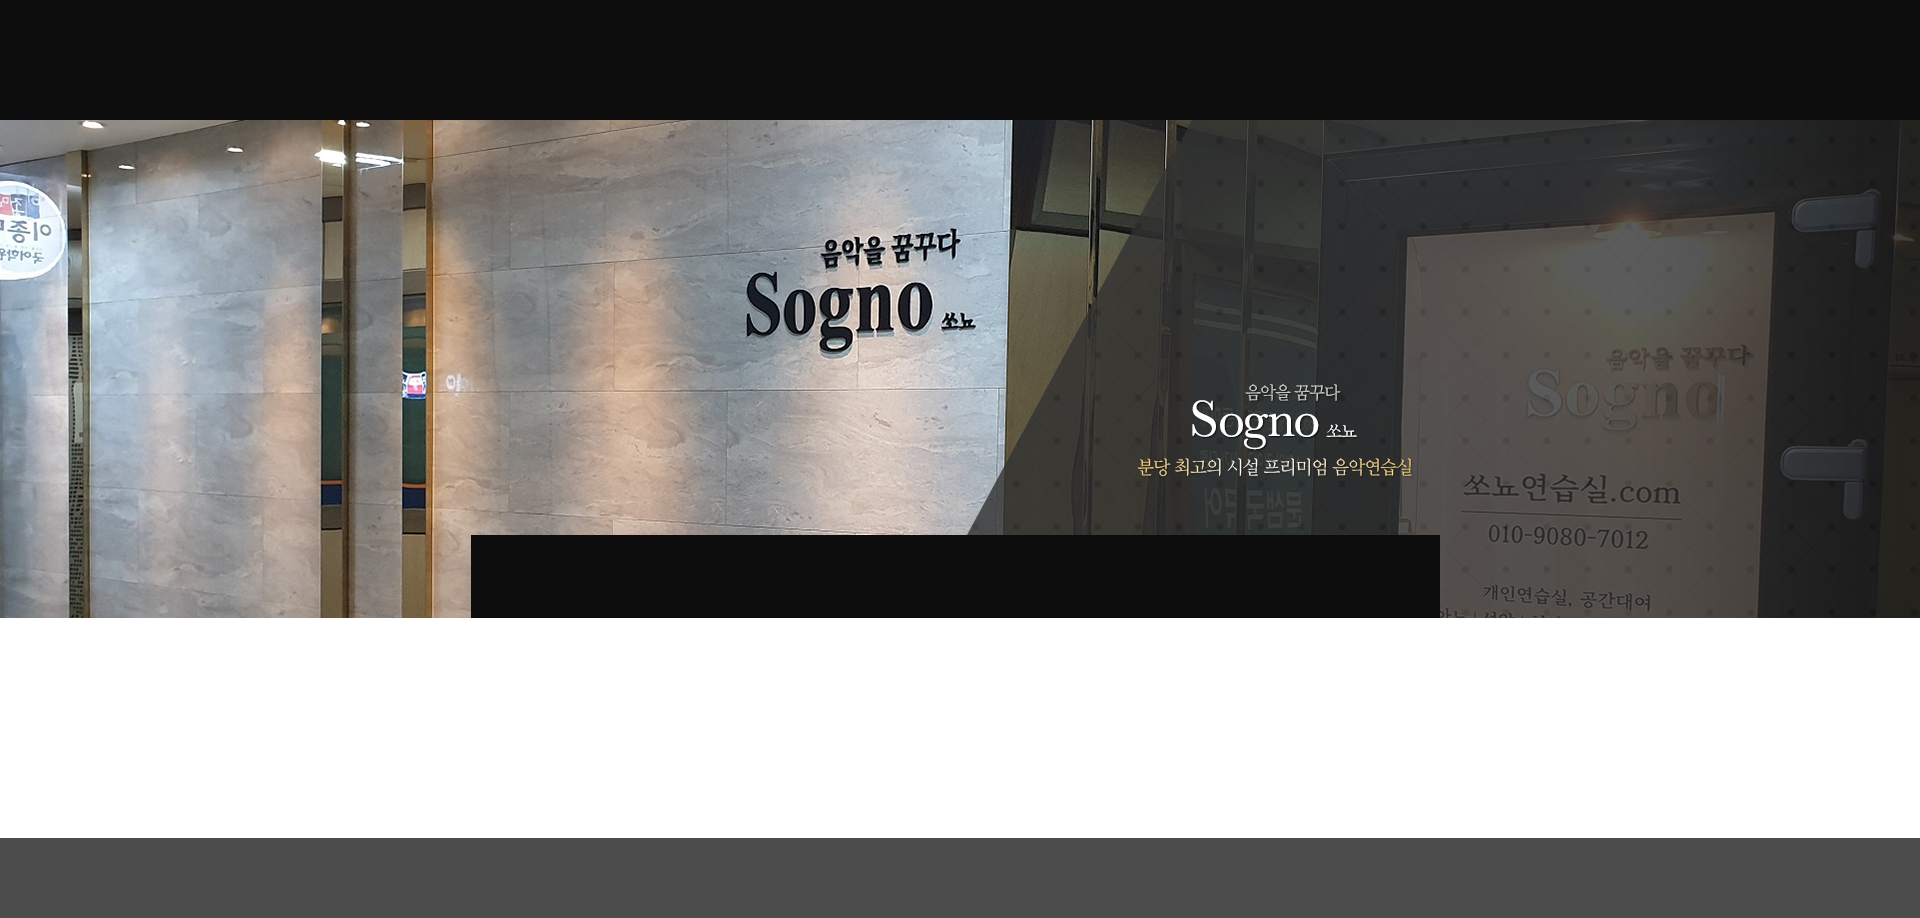 음악을 꿈꾸다
Sogno 쏘뇨
음악을 꿈꾸다
Sogno 쏘뇨
분당 최고의 시설 프리미엄 음악연습실
음악을 꿈꾸다
Sogno
쏘뇨연습실.com
010-9080-7012
개인연습실, 공간대여